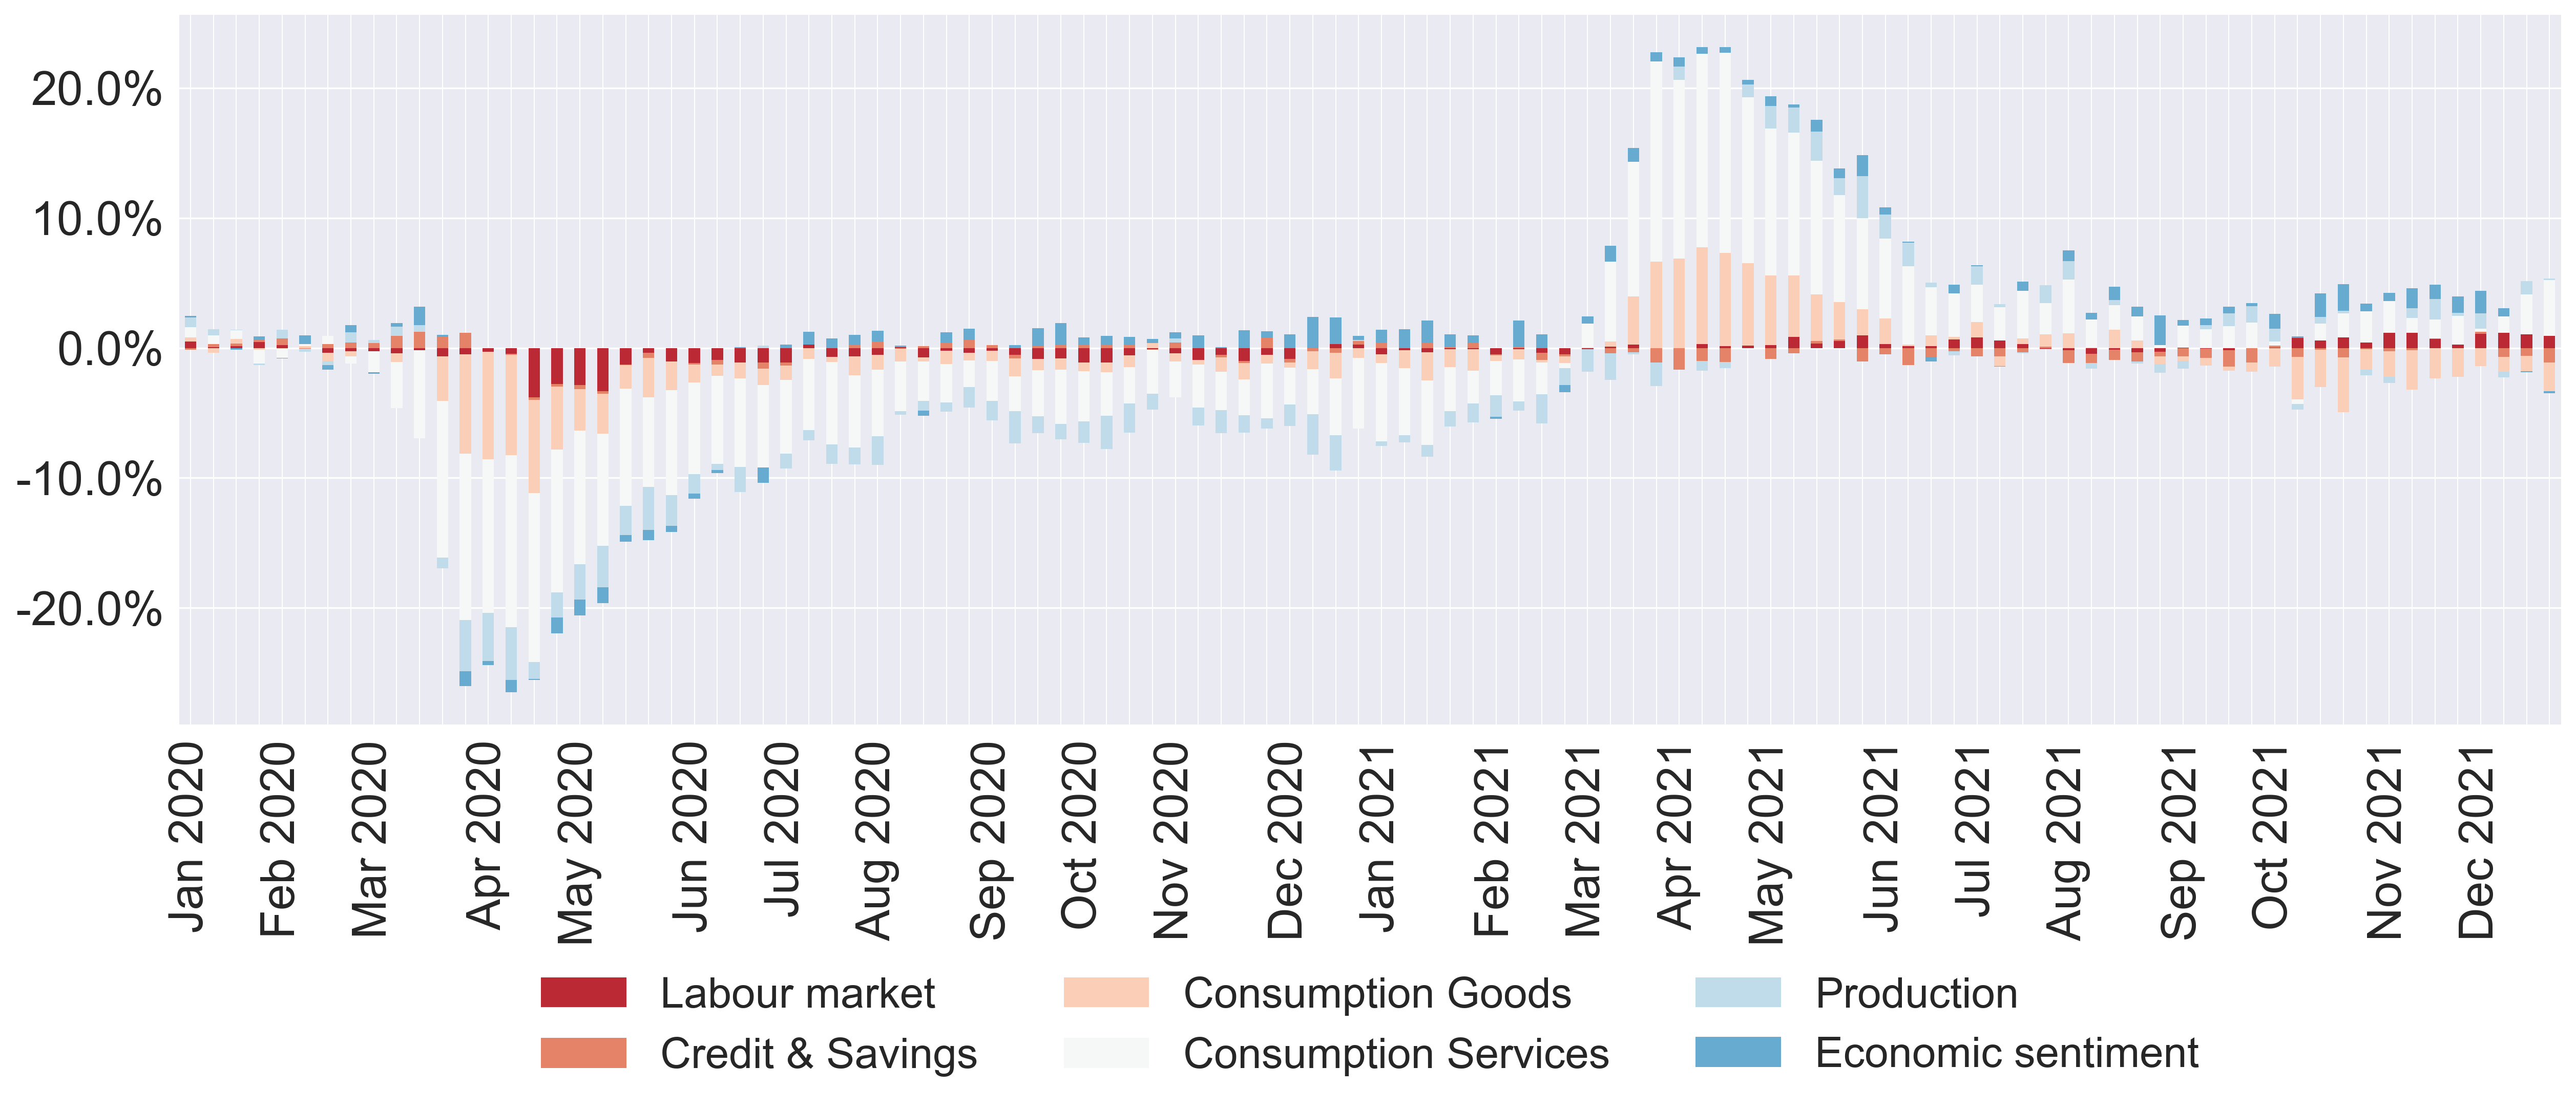 20.0%
10.0%
0.0%
-10.0%
-20.0%
Jan 2020
Feb 2020
Mar 2020
Apr 2020
May 2020
Jun 2020
Jul 2020
Aug 2020
Sep 2020
Oct 2020
Nov 2020
Dec 2020
Jan 2021
Feb 2021
Mar 2021
Apr 2021
May 2021
Jun 2021
Jul 2021
Aug 2021
Sep 2021
Oct 2021
Nov 2021
Dec 2021
Labour market
Consumption Goods
Production
Credit & Savings
Consumption Services
Economic sentiment